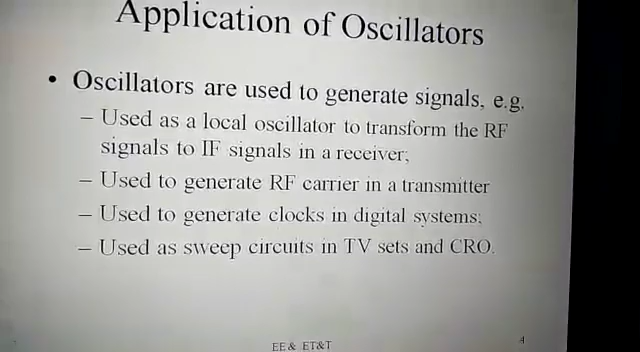 Application of Oscillators
• Oscillators are used to generate signals, e.g.
– Used as a local oscillator to transform the RF
signals to IF signals in a receiver;
– Used to generate RF carrier in a transmitter
– Used to generate clocks in digital systems;
– Used as sweep circuits in TV sets and CRO.
EE& ET&T
4